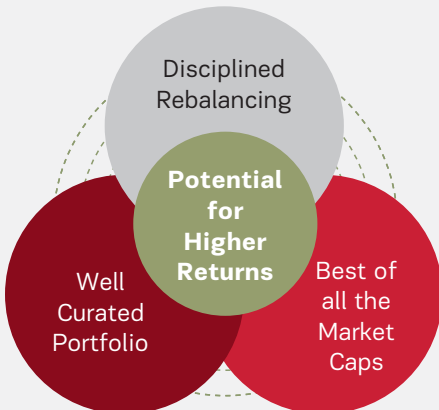 Disciplined
Rebalancing
Potential
for
Higher
Returns
Well
Curated
Portfolio
Best of
all the
Market
Caps